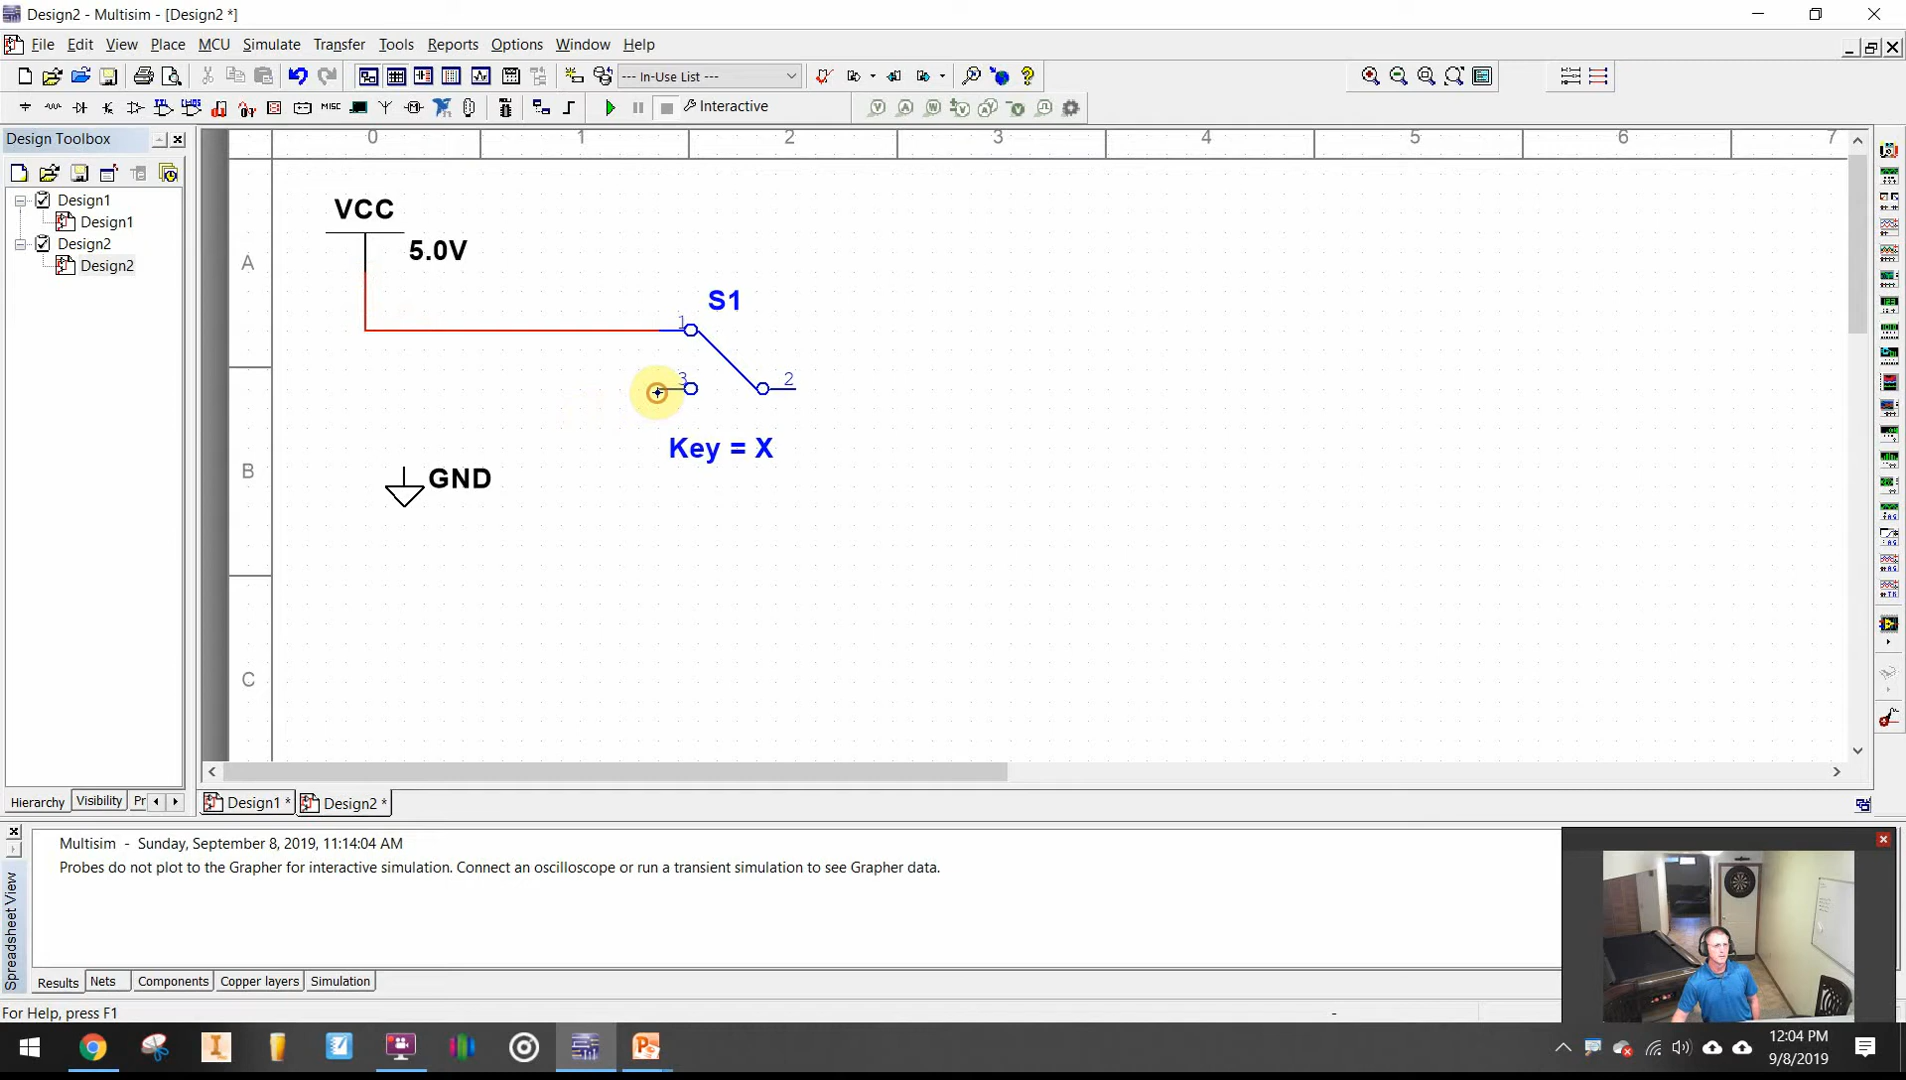 Design2 - Multisim - [Design2 *]
File Edit View Place MCU Simulate Transfer Tools Reports Options Window Help
--- In-Use List ---
MISC
Interactive
Design Toolbox
Design1
Design1
Design2
Design2
0 1 2 3 4 5 6 7
A
B
C
VCC
5.0V
S1
1
3
2
Key = X
GND
Hierarchy Visibility Pr
Design1 * Design2 *
Spreadsheet View
Multisim - Sunday, September 8, 2019, 11:14:04 AM
Probes do not plot to the Grapher for interactive simulation. Connect an oscilloscope or run a transient simulation to see Grapher data.
Results Nets Components Copper layers Simulation
For Help, press F1
-
12:04 PM
9/8/2019